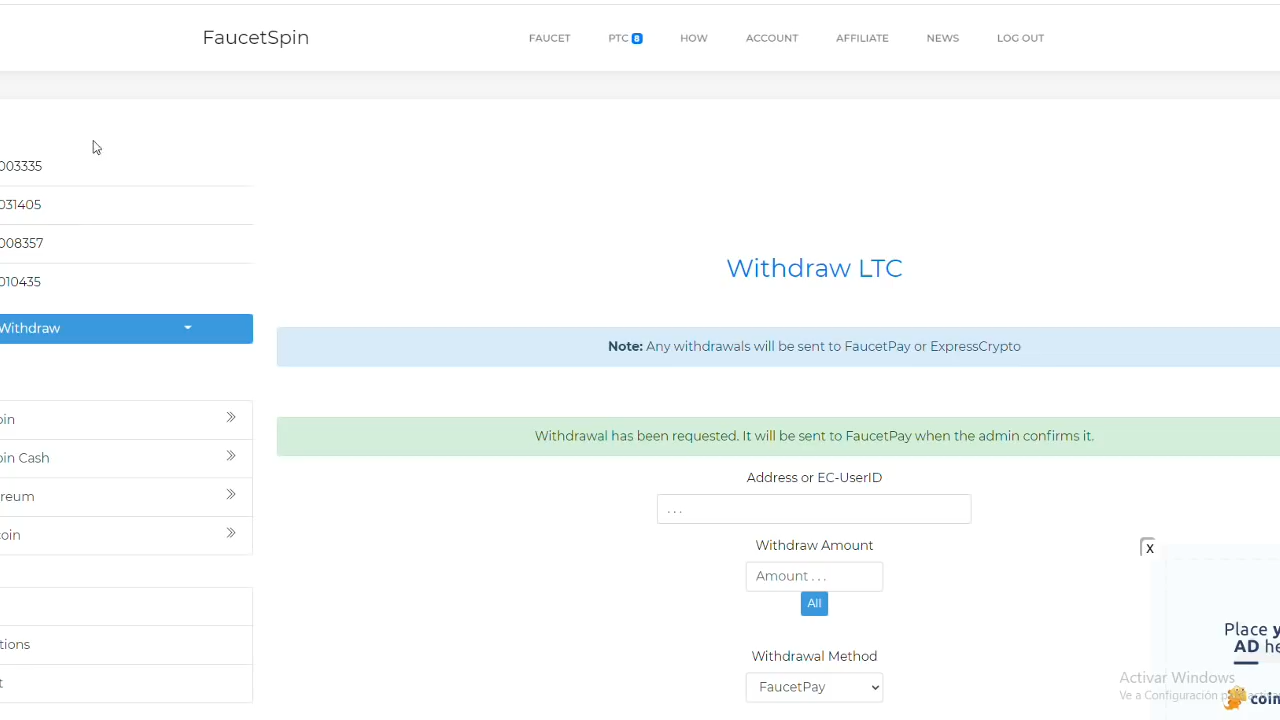 FaucetSpin
FAUCET PTC 8 HOW ACCOUNT AFFILIATE NEWS LOG OUT
003335
031405
008357
010435
Withdraw
oin
oin Cash
reum
coin
tions
t
Withdraw LTC
Note: Any withdrawals will be sent to FaucetPay or ExpressCrypto
Withdrawal has been requested. It will be sent to FaucetPay when the admin confirms it.
Address or EC-UserID
. . .
Withdraw Amount
Amount . . .
All
Withdrawal Method
FaucetPay
X
Place y
AD he
Activar Windows
Ve a Configuración p
coin